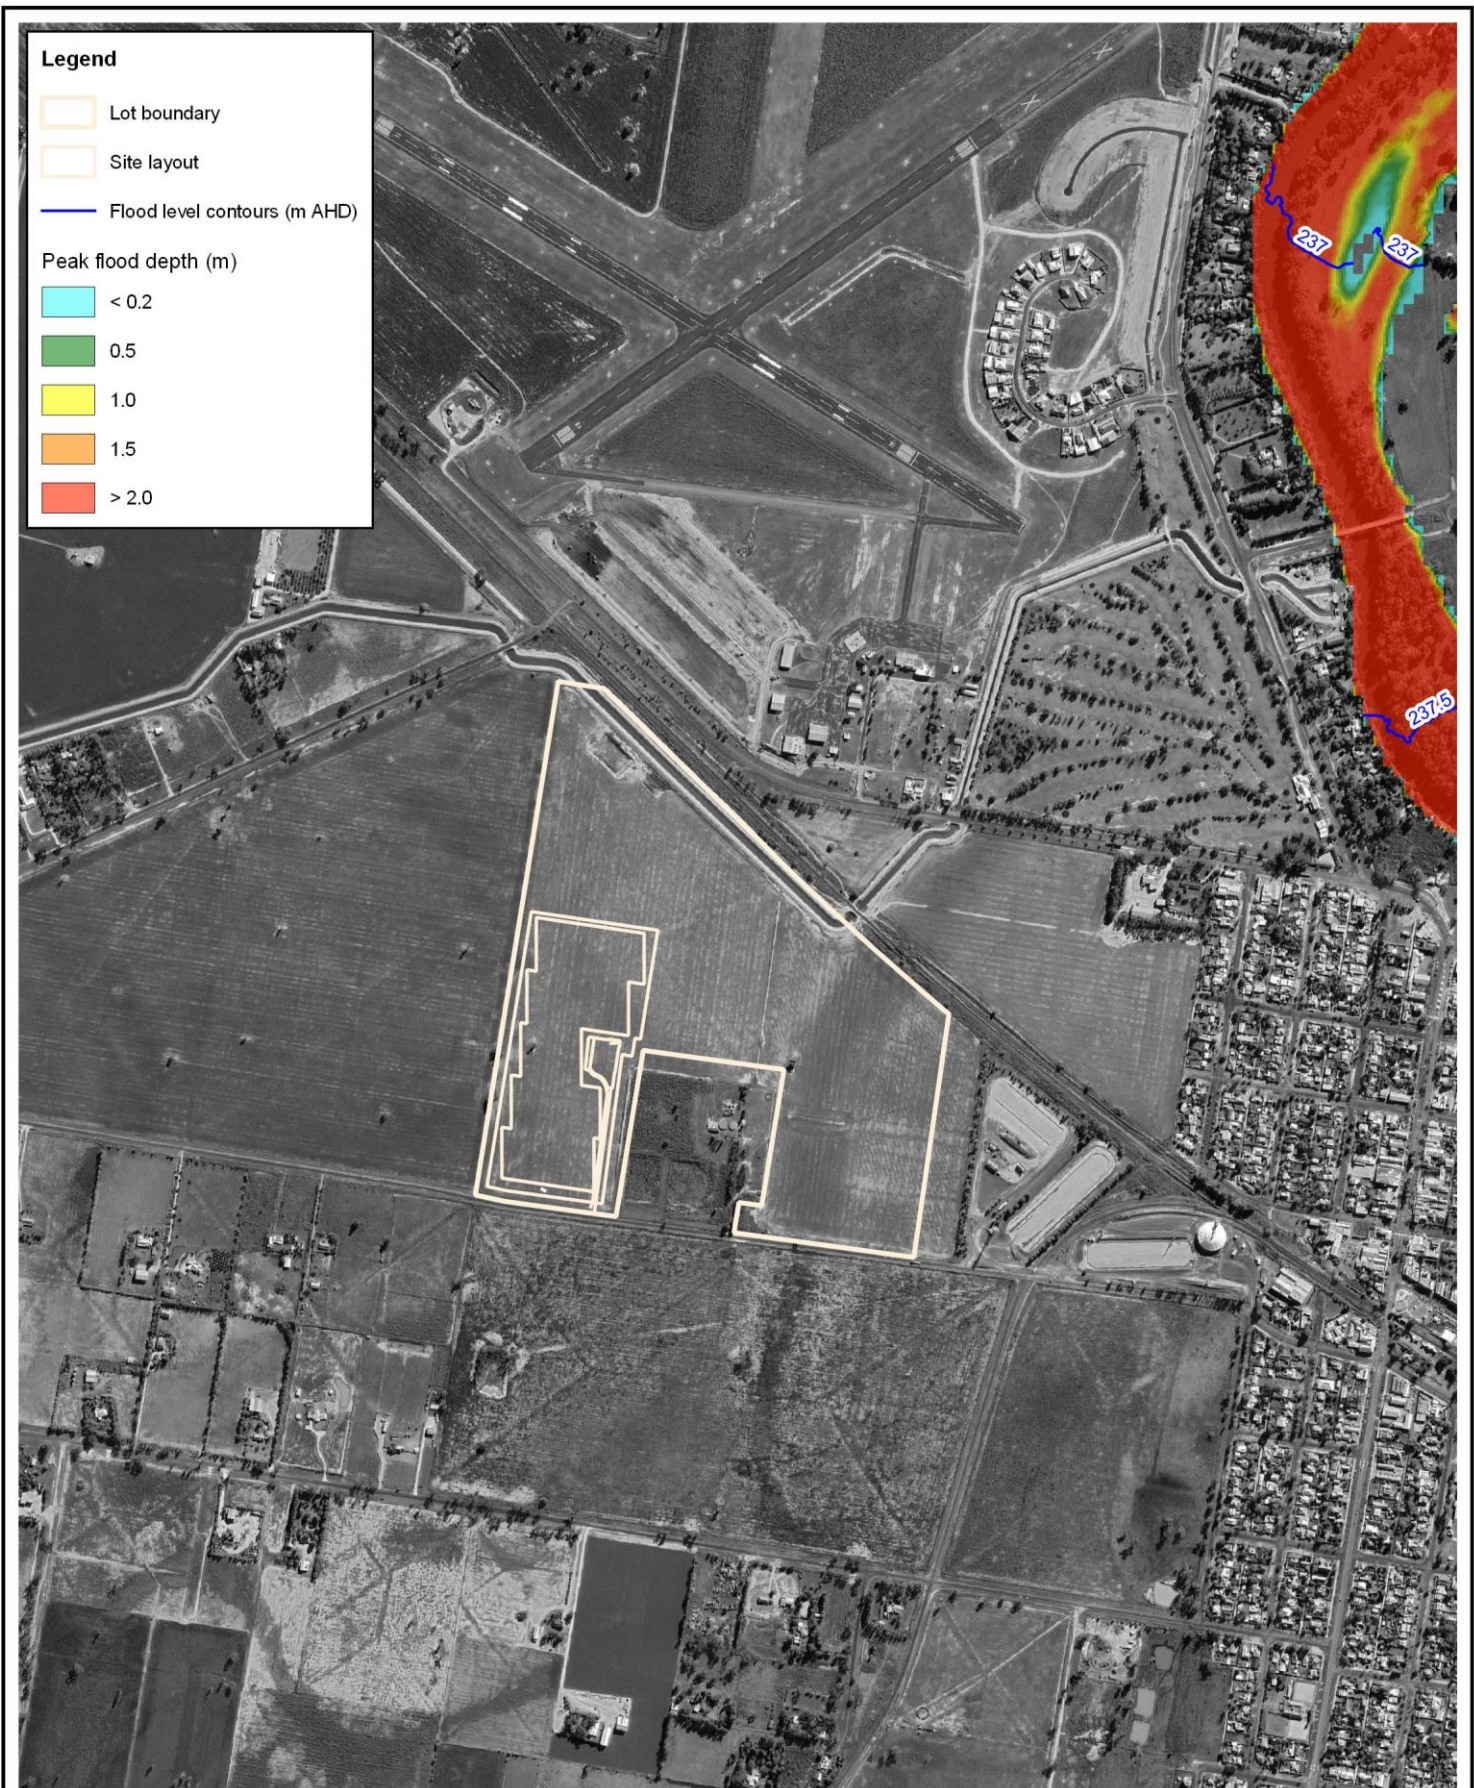 Legend
Lot boundary
Site layout
Flood level contours (m AHD)
Peak flood depth (m)
< 0.2
0.5
1.0
1.5
> 2.0
237
237
237.5